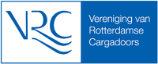 VRC
Vereniging van
Rotterdamse
Cargadoors